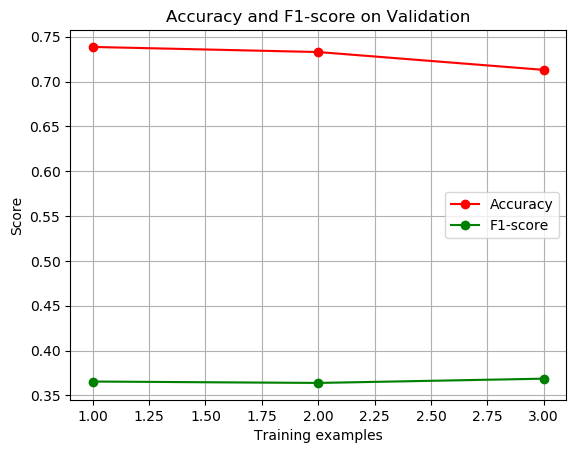 Accuracy and F1-score on Validation
0.75
0.70
0.65
0.60
0.55
0.50
0.45
0.40
0.35
Score
Accuracy
F1-score
1.00 1.25 1.50 1.75 2.00 2.25 2.50 2.75 3.00
Training examples